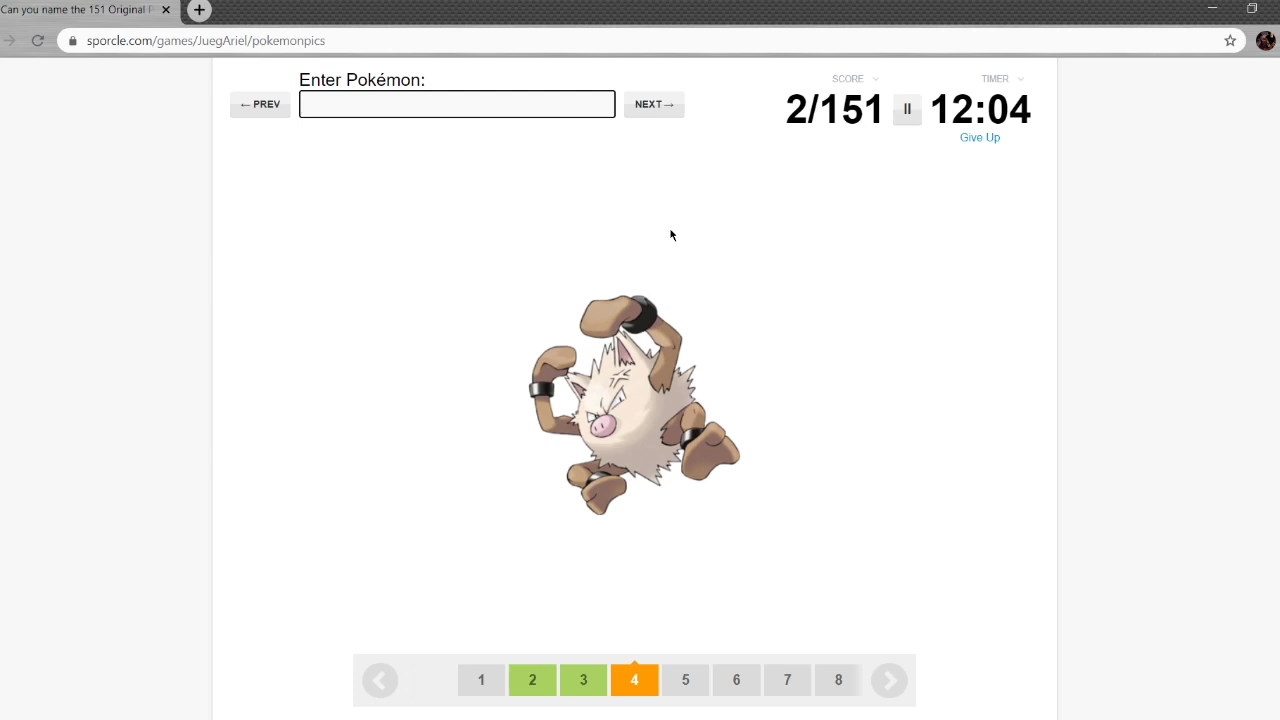 Can you name the 151 Original P
sporcle.com/games/JuegAriel/pokemonpics
Enter Pokémon:
← PREV
NEXT →
SCORE
2/151
TIMER
12:04
Give Up
1 2 3 4 5 6 7 8